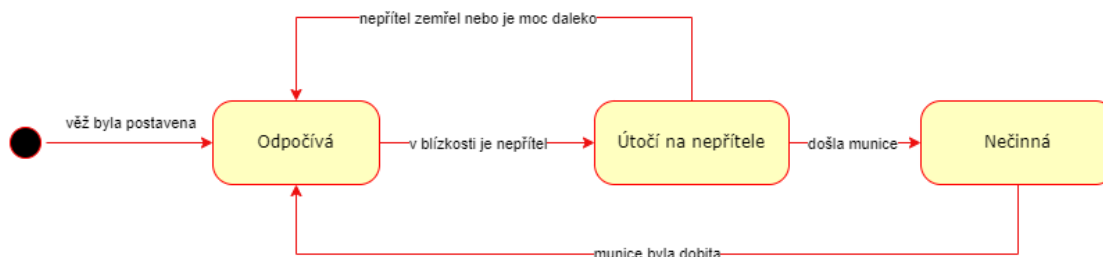 nepřítel zemřel nebo je moc daleko
věž byla postavena
Odpočívá
v blízkosti je nepřítel
Útočí na nepřítele
došla munice
Nečinná
munice byla dobita